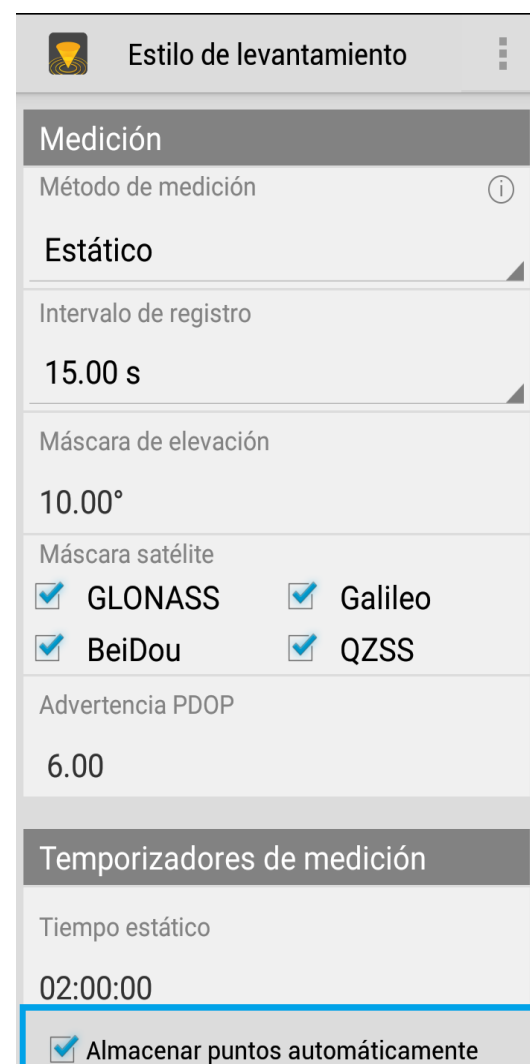 Estilo de levantamiento
Medición
Método de medición
Estático
Intervalo de registro
15.00 s
Máscara de elevación
10.00°
Máscara satélite
GLONASS Galileo
BeiDou QZSS
Advertencia PDOP
6.00
Temporizadores de medición
Tiempo estático
02:00:00
Almacenar puntos automáticamente